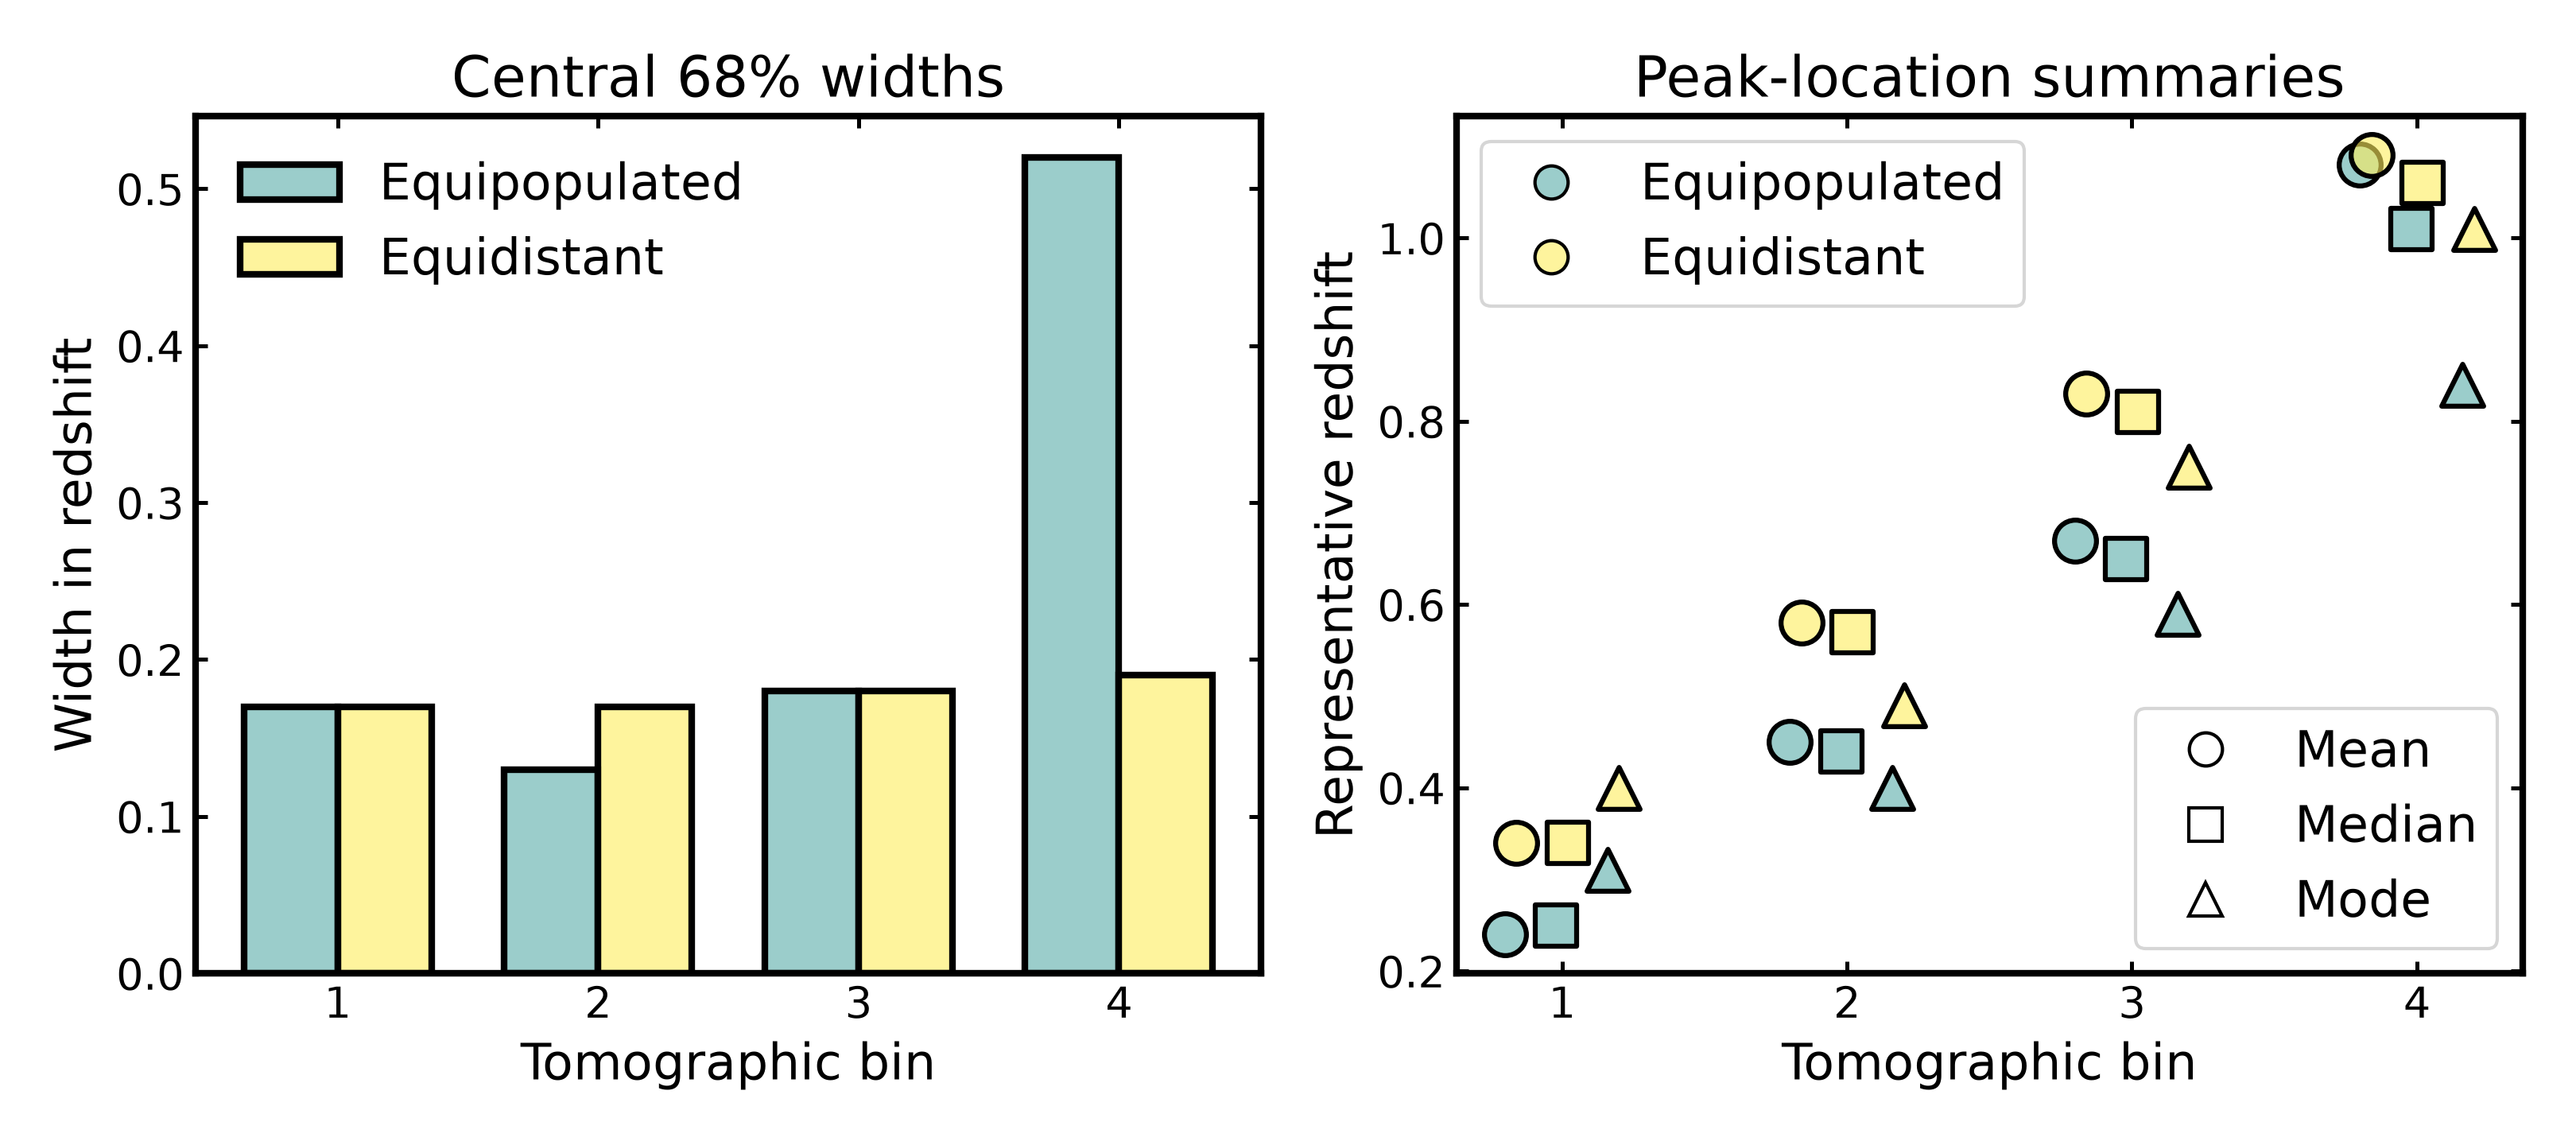 Central 68% widths
Equipopulated
Equidistant
Width in redshift
0.5
0.4
0.3
0.2
0.1
0.0
1 2 3 4
Tomographic bin
Peak-location summaries
Equipopulated
Equidistant
Representative redshift
1.0
0.8
0.6
0.4
0.2
Mean
Median
Mode
1 2 3 4
Tomographic bin